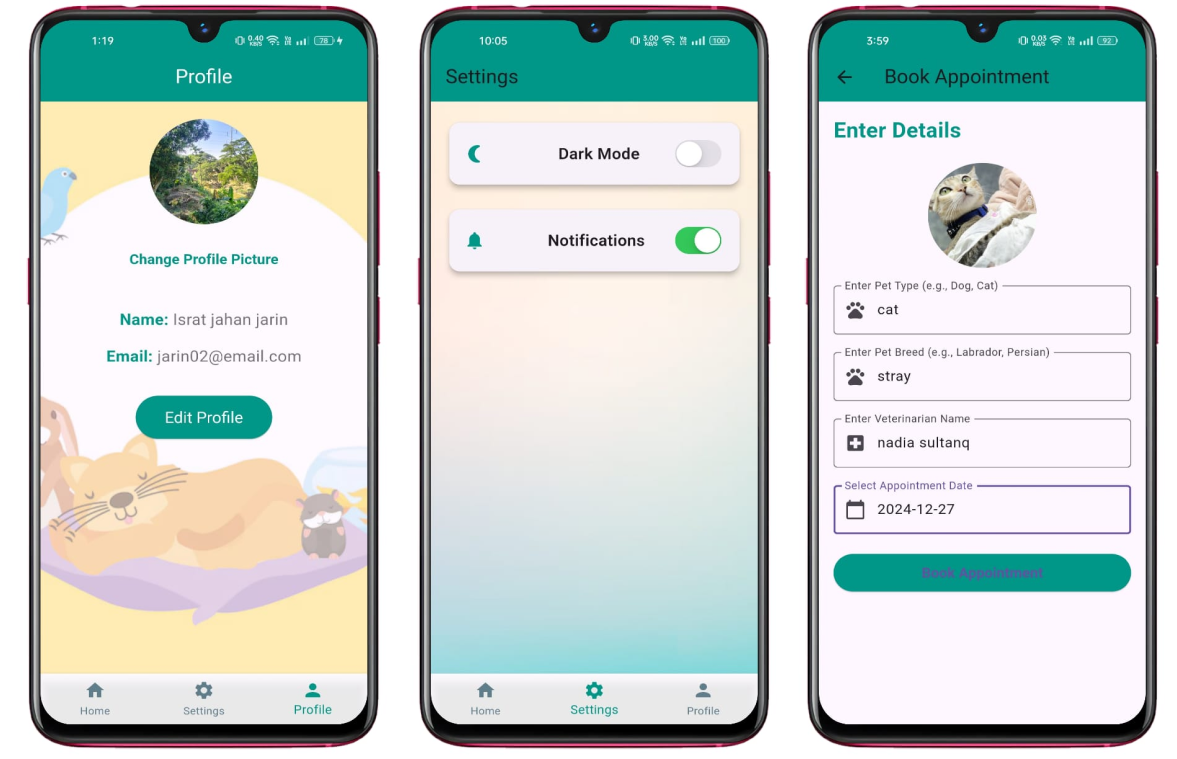 1:19
0.40
KB/S
78
Profile
Change Profile Picture
Name: Israt jahan jarin
Email: jarin02@email.com
Edit Profile
Home
Settings
Profile
10:05
3.00
KB/S
100
Settings
Dark Mode
Notifications
Home
Settings
Profile
3:59
0.03
KB/S
92
Book Appointment
Enter Details
Enter Pet Type (e.g., Dog, Cat)
cat
Enter Pet Breed (e.g., Labrador, Persian)
stray
Enter Veterinarian Name
nadia sultanq
Select Appointment Date
2024-12-27
Book Appointment